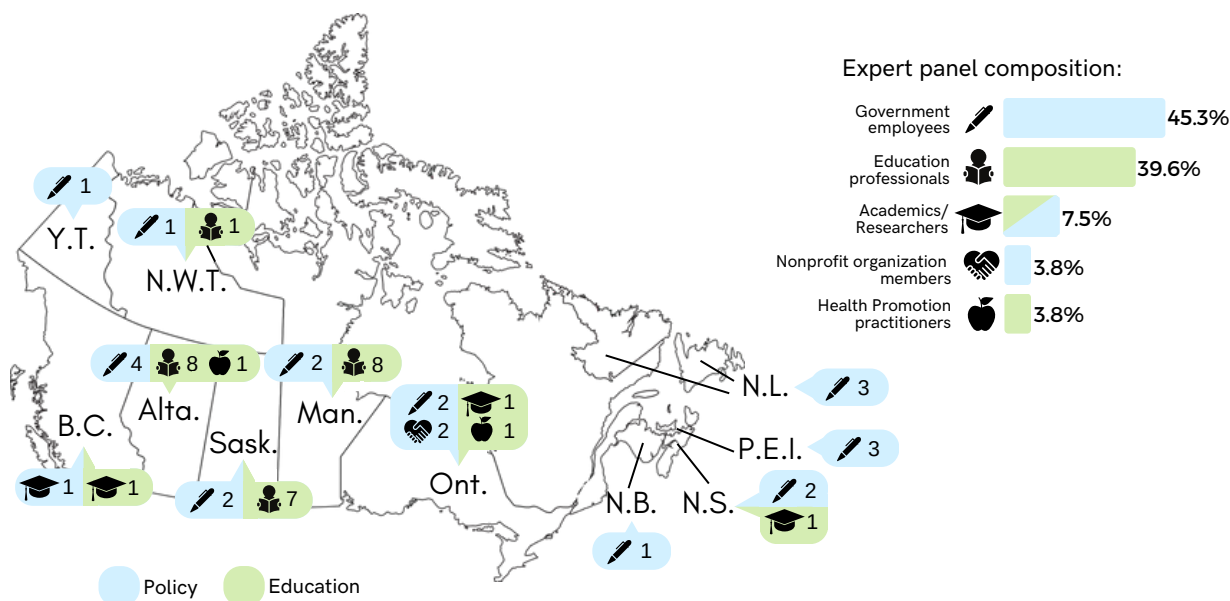 Expert panel composition:
Government
employees
45.3%
Education
professionals
39.6%
Academics/
Researchers
7.5%
Nonprofit organization
members
3.8%
Health Promotion
practitioners
3.8%
1
Y.T.
1 1
N.W.T.
4 8 1
Alta.
2 8
Man.
B.C.
1 1
Sask.
2 7
2 1
2 1
Ont.
N.L. 3
P.E.I. 3
N.B.
1
N.S. 2
1
Policy Education